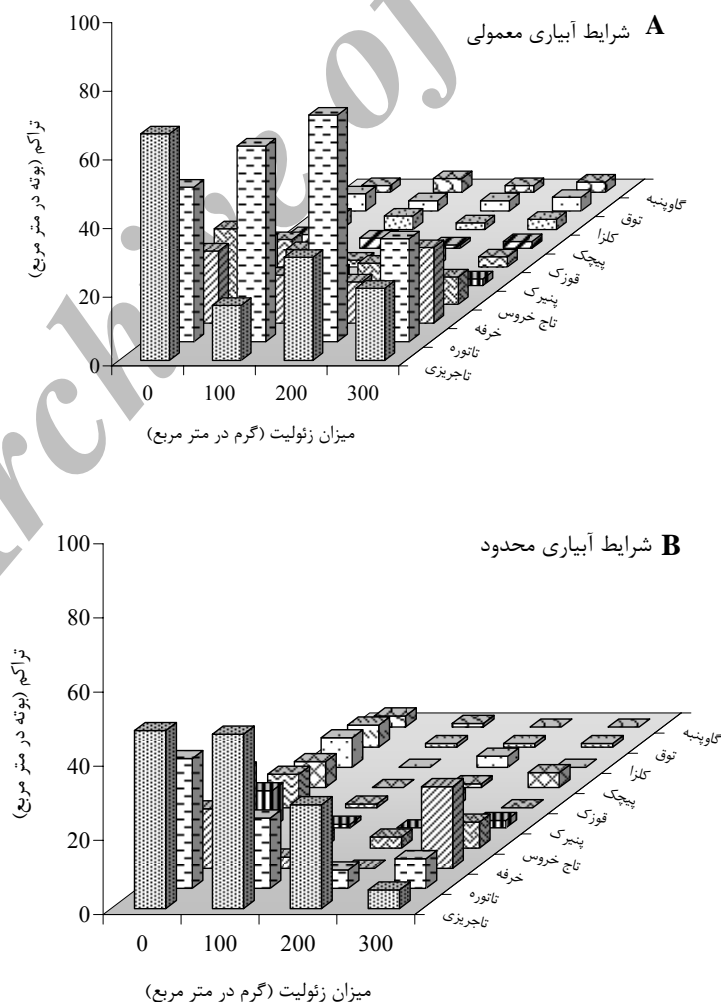 A شرایط آبیاری معمولی
100
80
60
40
20
0
تراکم (بوته در متر مربع)
0 100 200 300
میزان زئولیت (گرم در متر مربع)
گاوپنبه
توق
کلزا
پیچک
قوزک
پنیرک
تاج خروس
خرفه
تاتوره
تاجریزی
B شرایط آبیاری محدود
100
80
60
40
20
0
تراکم (بوته در متر مربع)
0 100 200 300
میزان زئولیت (گرم در متر مربع)
گاوپنبه
توق
کلزا
پیچک
قوزک
پنیرک
تاج خروس
خرفه
تاتوره
تاجریزی
rchive of